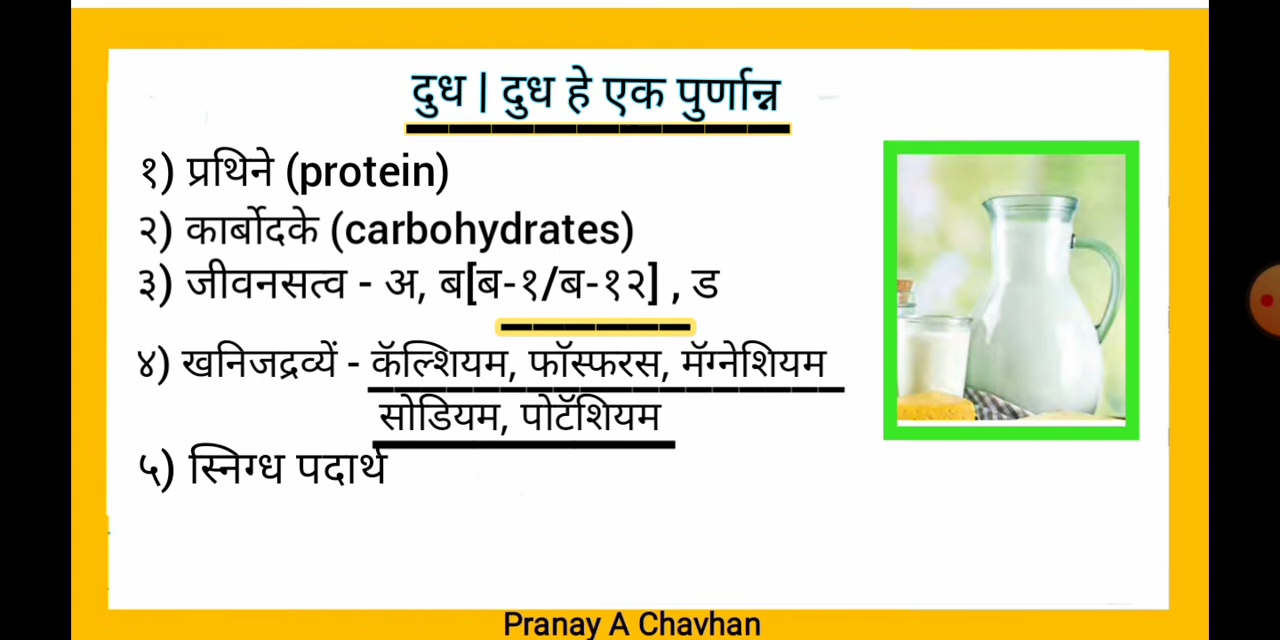 दुध | दुध हे एक पुर्णान्न
१) प्रथिने (protein)
२) कार्बोदके (carbohydrates)
३) जीवनसत्व - अ, ब[ब-१/ब-१२] , ड
४) खनिजद्रव्यें - कॅल्शियम, फॉस्फरस, मॅग्नेशियम
सोडियम, पोटॅशियम
५) स्निग्ध पदार्थ
Pranay A Chavhan